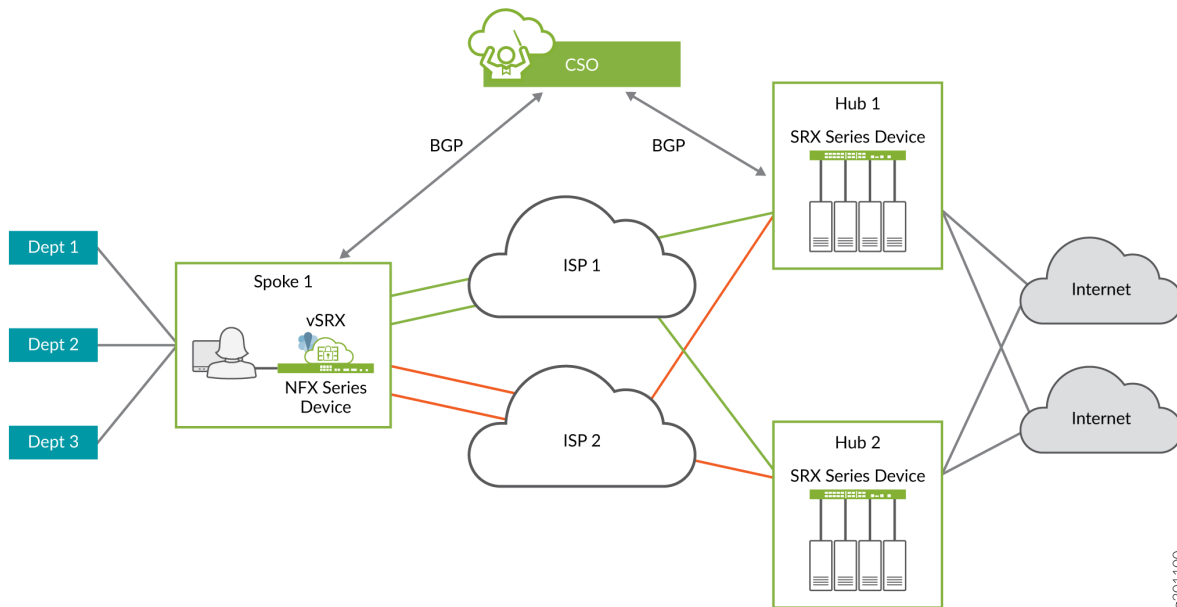 CSO
Hub 1
SRX Series Device
BGP
BGP
ISP 1
Dept 1
Spoke 1
Internet
vSRX
Dept 2
NFX Series
Device
Internet
Dept 3
ISP 2
Hub 2
SRX Series Device